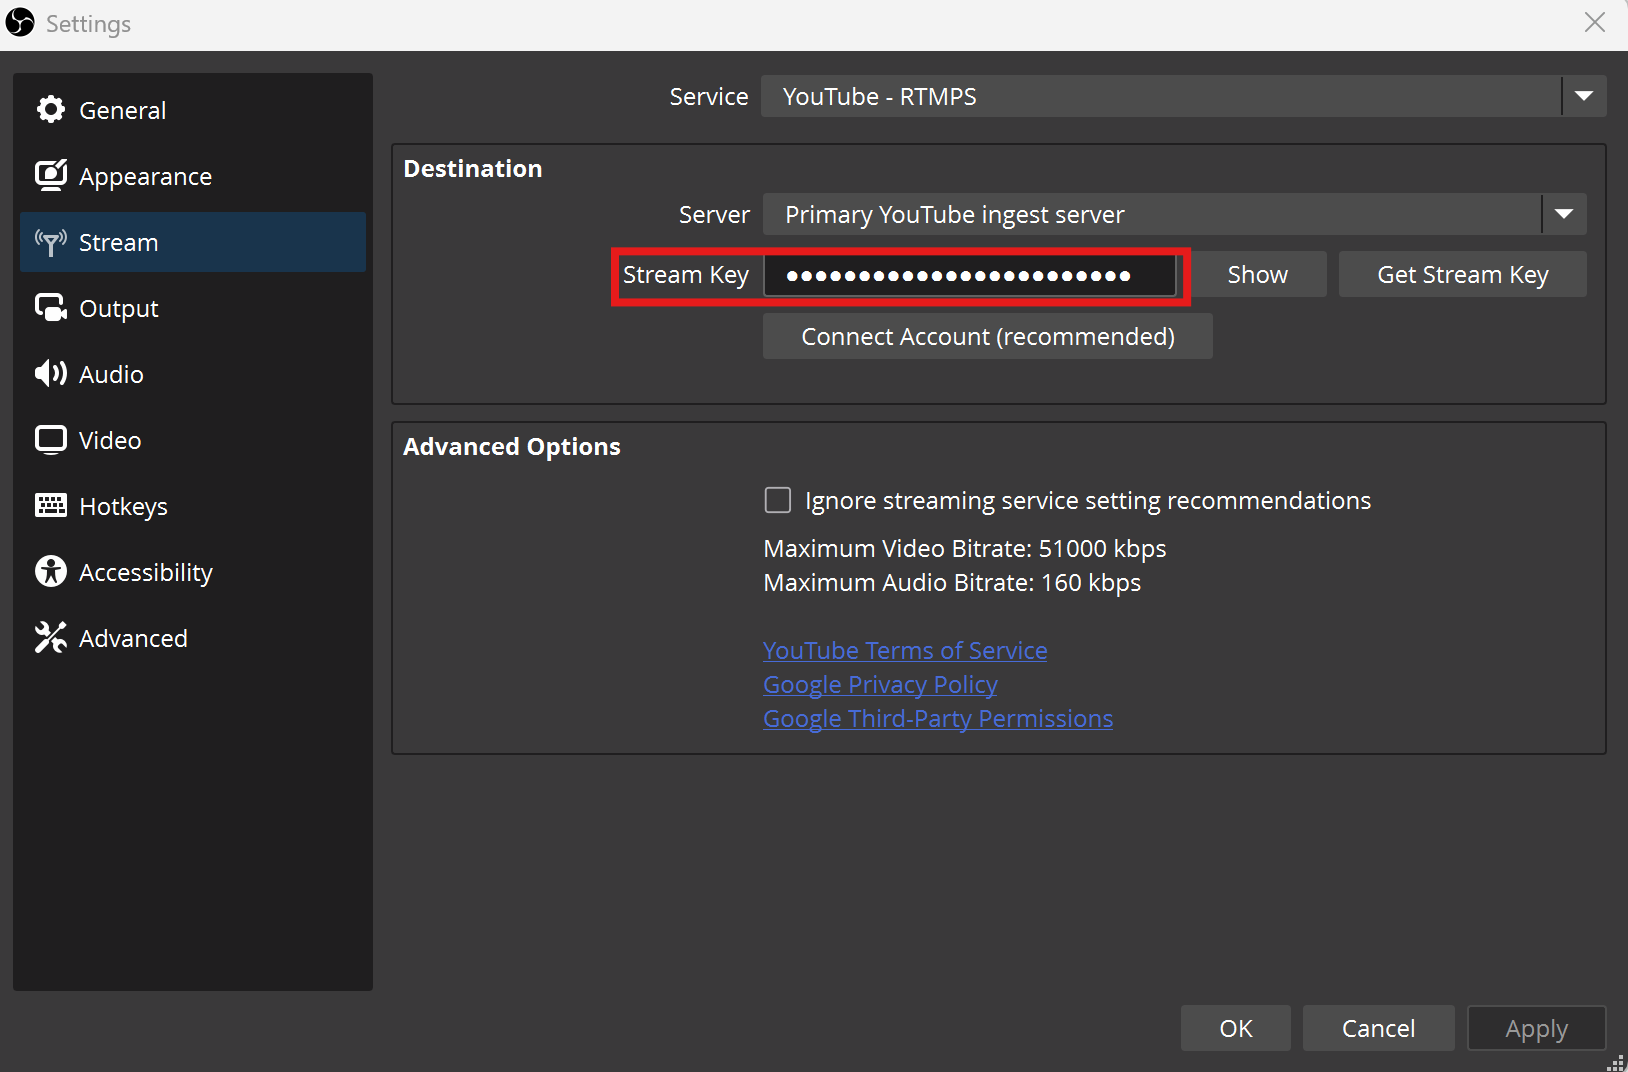 Settings
General
Appearance
Stream
Output
Audio
Video
Hotkeys
Accessibility
Advanced
Service YouTube - RTMPS
Destination
Server Primary YouTube ingest server
Stream Key ●●●●●●●●●●●●●●●●●●●●●●●● Show Get Stream Key
Connect Account (recommended)
Advanced Options
Ignore streaming service setting recommendations
Maximum Video Bitrate: 51000 kbps
Maximum Audio Bitrate: 160 kbps
YouTube Terms of Service
Google Privacy Policy
Google Third-Party Permissions
OK Cancel Apply